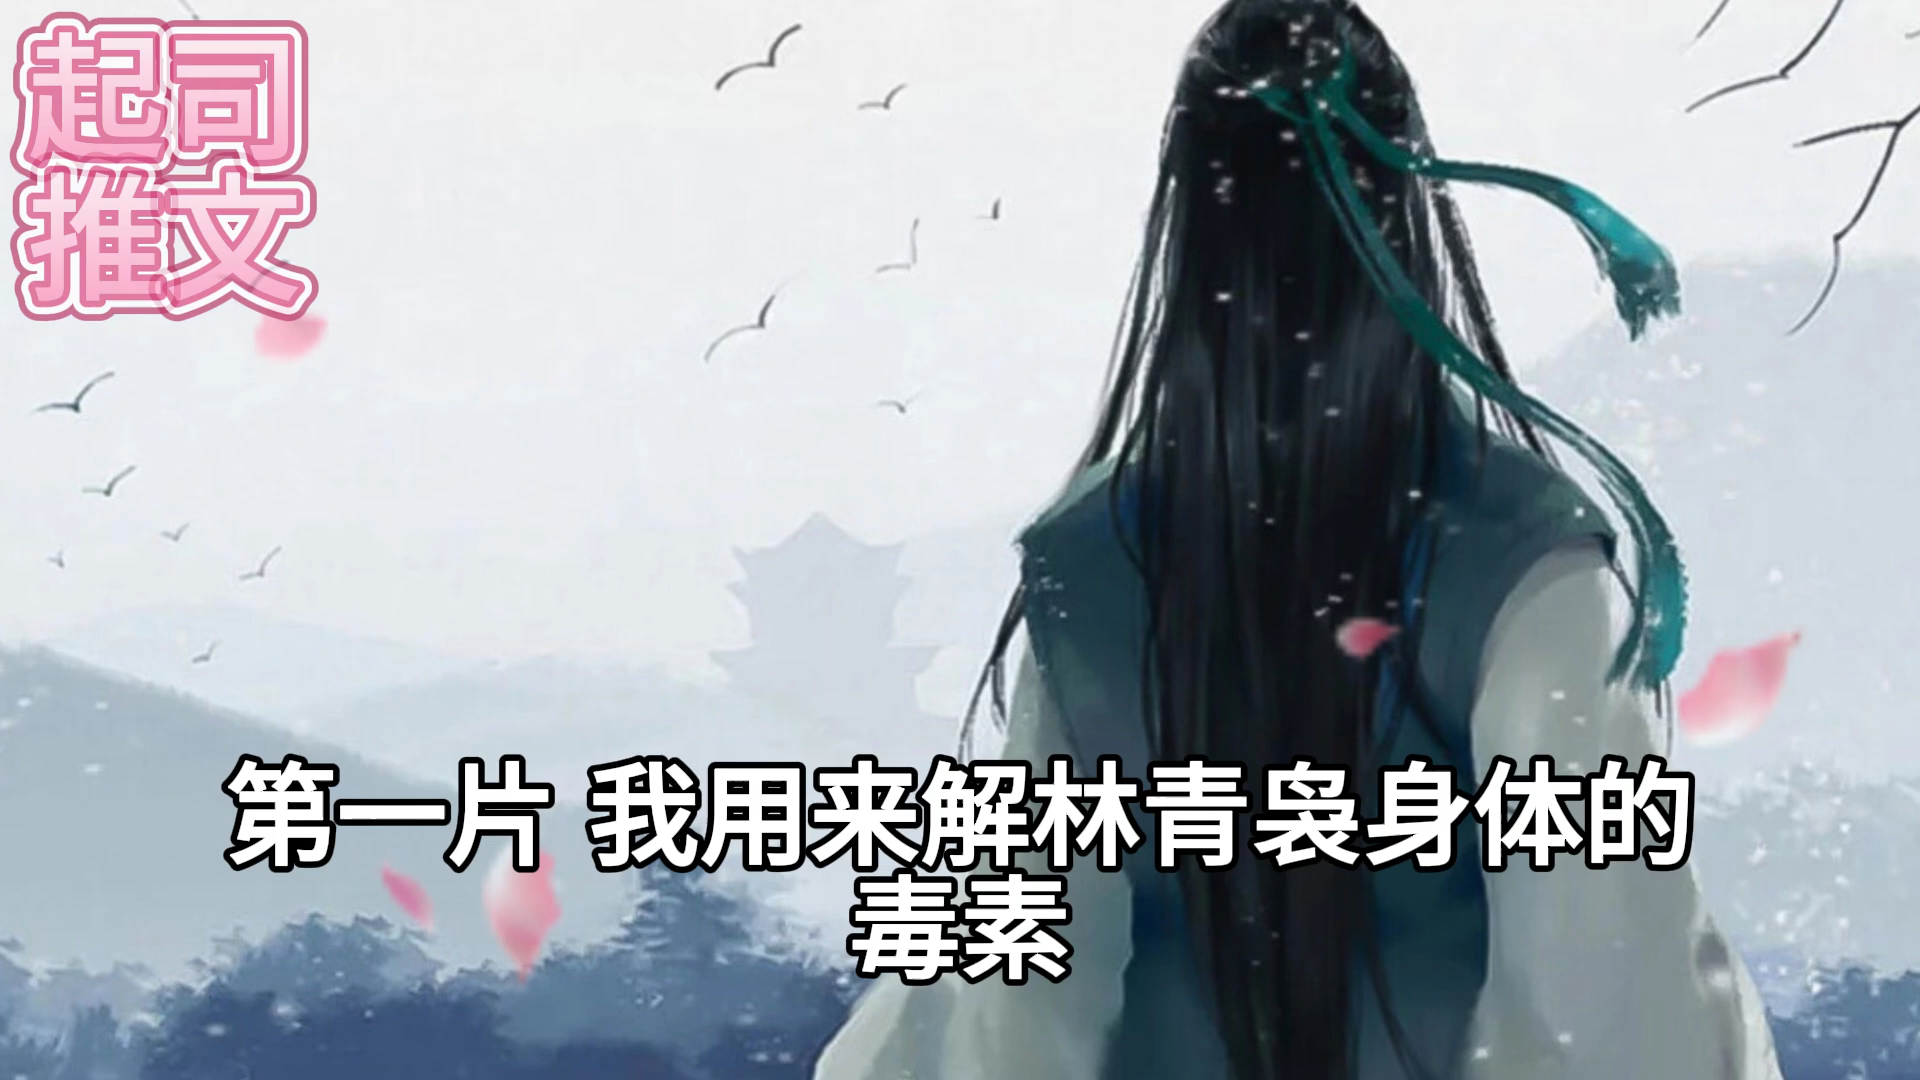 起司
推文
第一片 我用来解林青袅身体的
毒素